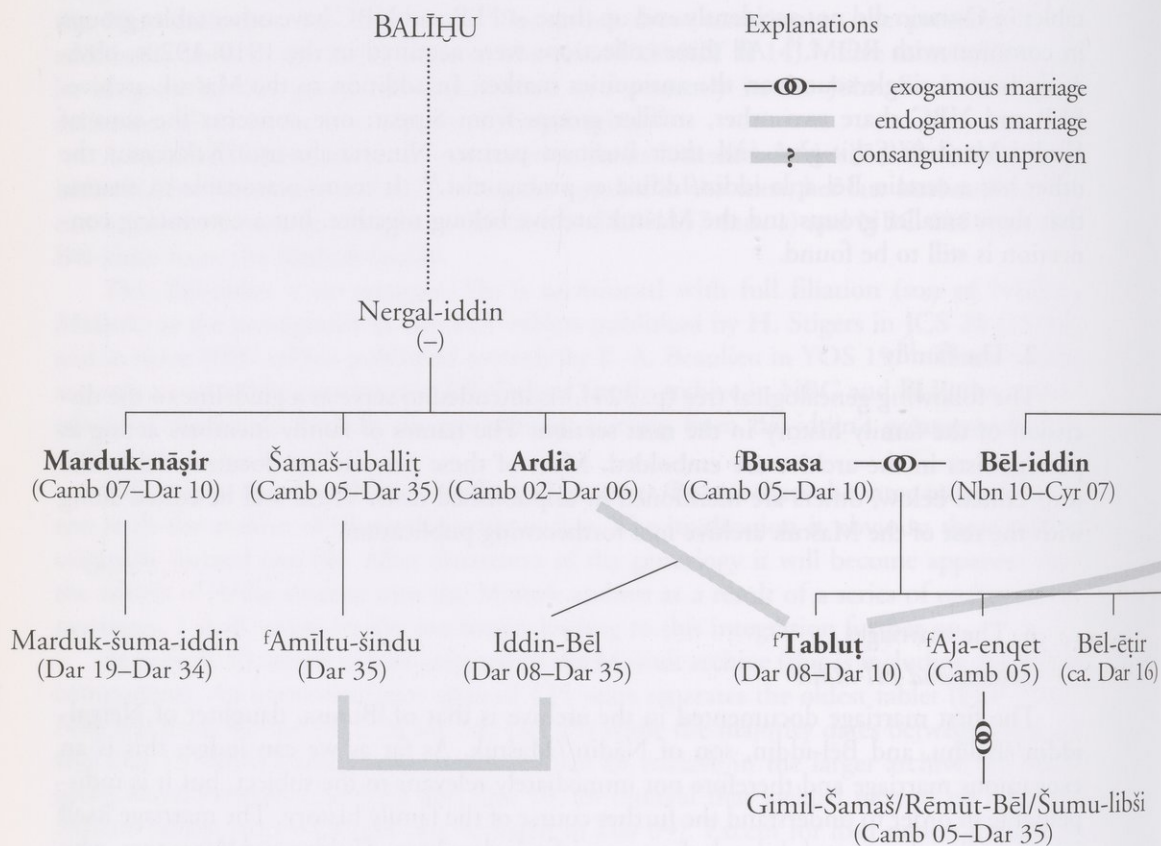 BALĪHU
Explanations
exogamous marriage
endogamous marriage
? consanguinity unproven
Nergal-iddin
(–)
Marduk-nāṣir
(Camb 07–Dar 10)
Šamaš-uballiṭ
(Camb 05–Dar 35)
Ardia
(Camb 02–Dar 06)
ᶠBusasa
(Camb 05–Dar 10)
Bēl-iddin
(Nbn 10–Cyr 07)
Marduk-šuma-iddin
(Dar 19–Dar 34)
ᶠAmīltu-šindu
(Dar 35)
Iddin-Bēl
(Dar 08–Dar 35)
ᶠTabluṭ
(Dar 08–Dar 10)
ᶠAja-enqet
(Camb 05)
Bēl-ēṭir
(ca. Dar 16)
Gimil-Šamaš/Rēmūt-Bēl/Šumu-libši
(Camb 05–Dar 35)